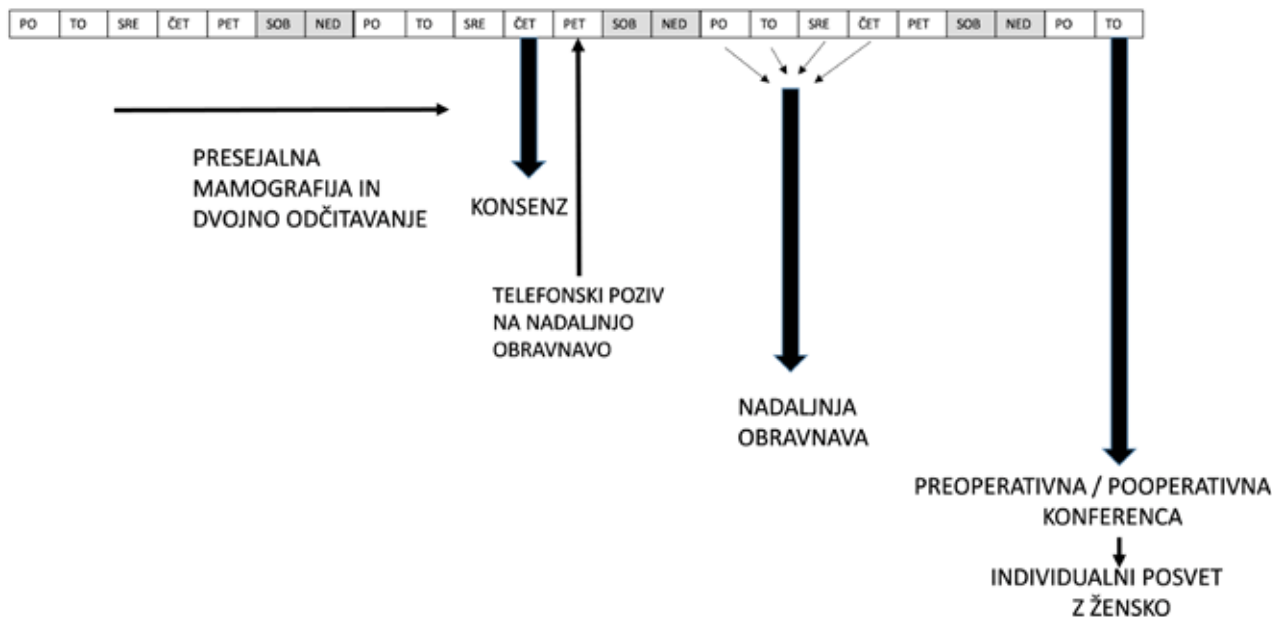 PO TO SRE ČET PET SOB NED PO TO SRE ČET PET SOB NED PO TO SRE ČET PET SOB NED PO TO
PRESEJALNA
MAMOGRAFIJA IN
DVOJNO ODČITAVANJE
KONSENZ
TELEFONSKI POZIV
NA NADALJNJO
OBRAVNAVO
NADALJNJA
OBRAVNAVA
PREOPERATIVNA / POOPERATIVNA
KONFERENCA
INDIVIDUALNI POSVET
Z ŽENSKO